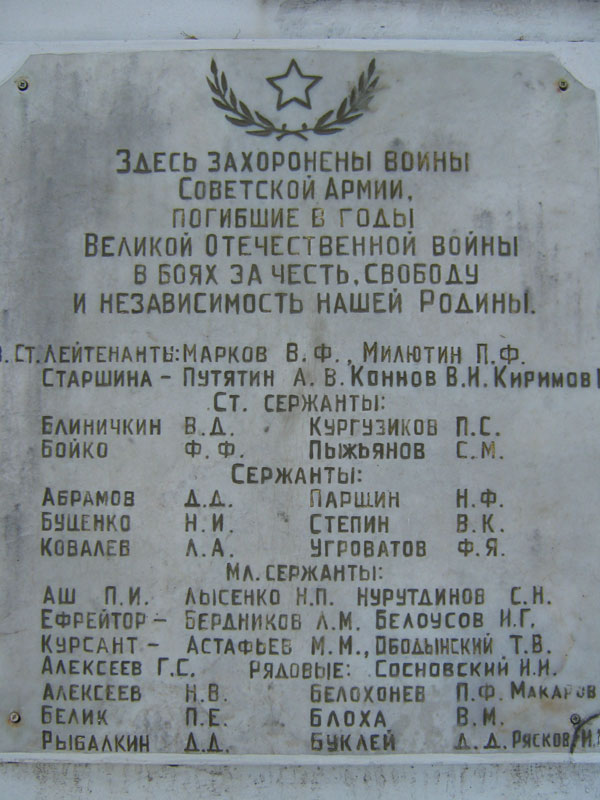 Здесь захоронены воины
Советской Армии,
погибшие в годы
Великой Отечественной войны
в боях за честь, свободу
и независимость нашей Родины.
Ст. лейтенанты: Марков В.Ф., Милютин П.Ф.
Старшина – Путятин А.В. Коннов В.И. Киримов
Ст. сержанты:
Блиничкин В.Д. Кургузиков П.С.
Бойко Ф.Ф. Пыжьянов С.М.
Сержанты:
Абрамов Д.Д. Паршин Н.Ф.
Буценко Н.И. Степин В.К.
Ковалев Л.А. Угроватов Ф.Я.
Мл. сержанты:
Аш П.И. Лысенко Н.П. Нурутдинов С.Н.
Ефрейтор – Бердников Л.М. Белоусов И.Г.
Курсант – Астафьев М.М., Ободынский Т.В.
Алексеев Г.С. Рядовые: Сосновский И.И.
Алексеев Н.В. Белохонев П.Ф. Макаров
Белик П.Е. Блоха В.М.
Рыбалкин Д.Д. Буклей Д.Д. Рясков И.